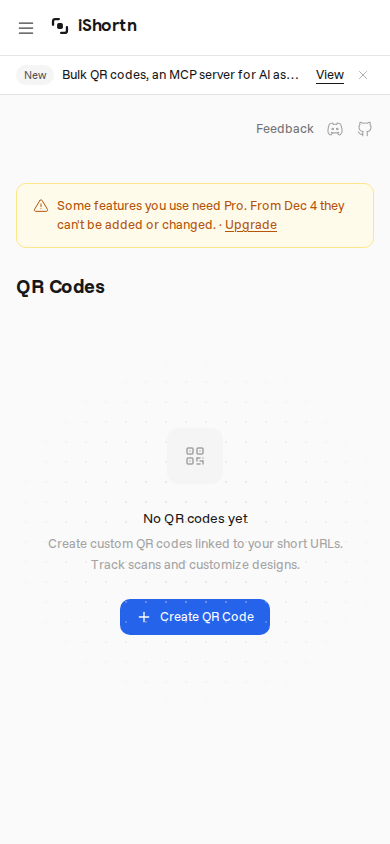 iShortn
New Bulk QR codes, an MCP server for AI as... View
Feedback
Some features you use need Pro. From Dec 4 they
can't be added or changed. · Upgrade
QR Codes
No QR codes yet
Create custom QR codes linked to your short URLs.
Track scans and customize designs.
Create QR Code